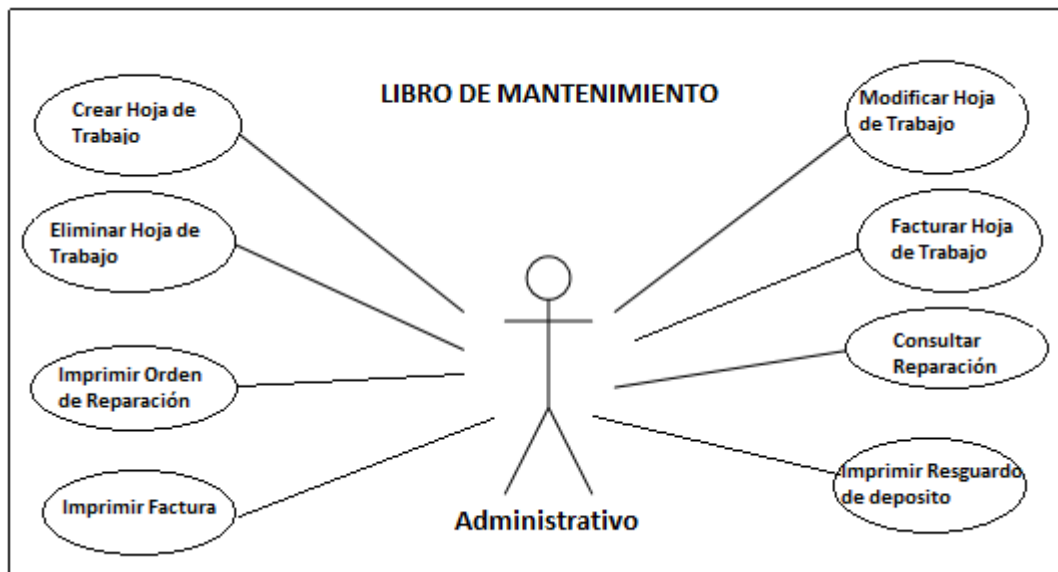 LIBRO DE MANTENIMIENTO
Crear Hoja de
Trabajo
Eliminar Hoja de
Trabajo
Imprimir Orden
de Reparación
Imprimir Factura
Modificar Hoja
de Trabajo
Facturar Hoja
de Trabajo
Consultar
Reparación
Imprimir Resguardo
de deposito
Administrativo